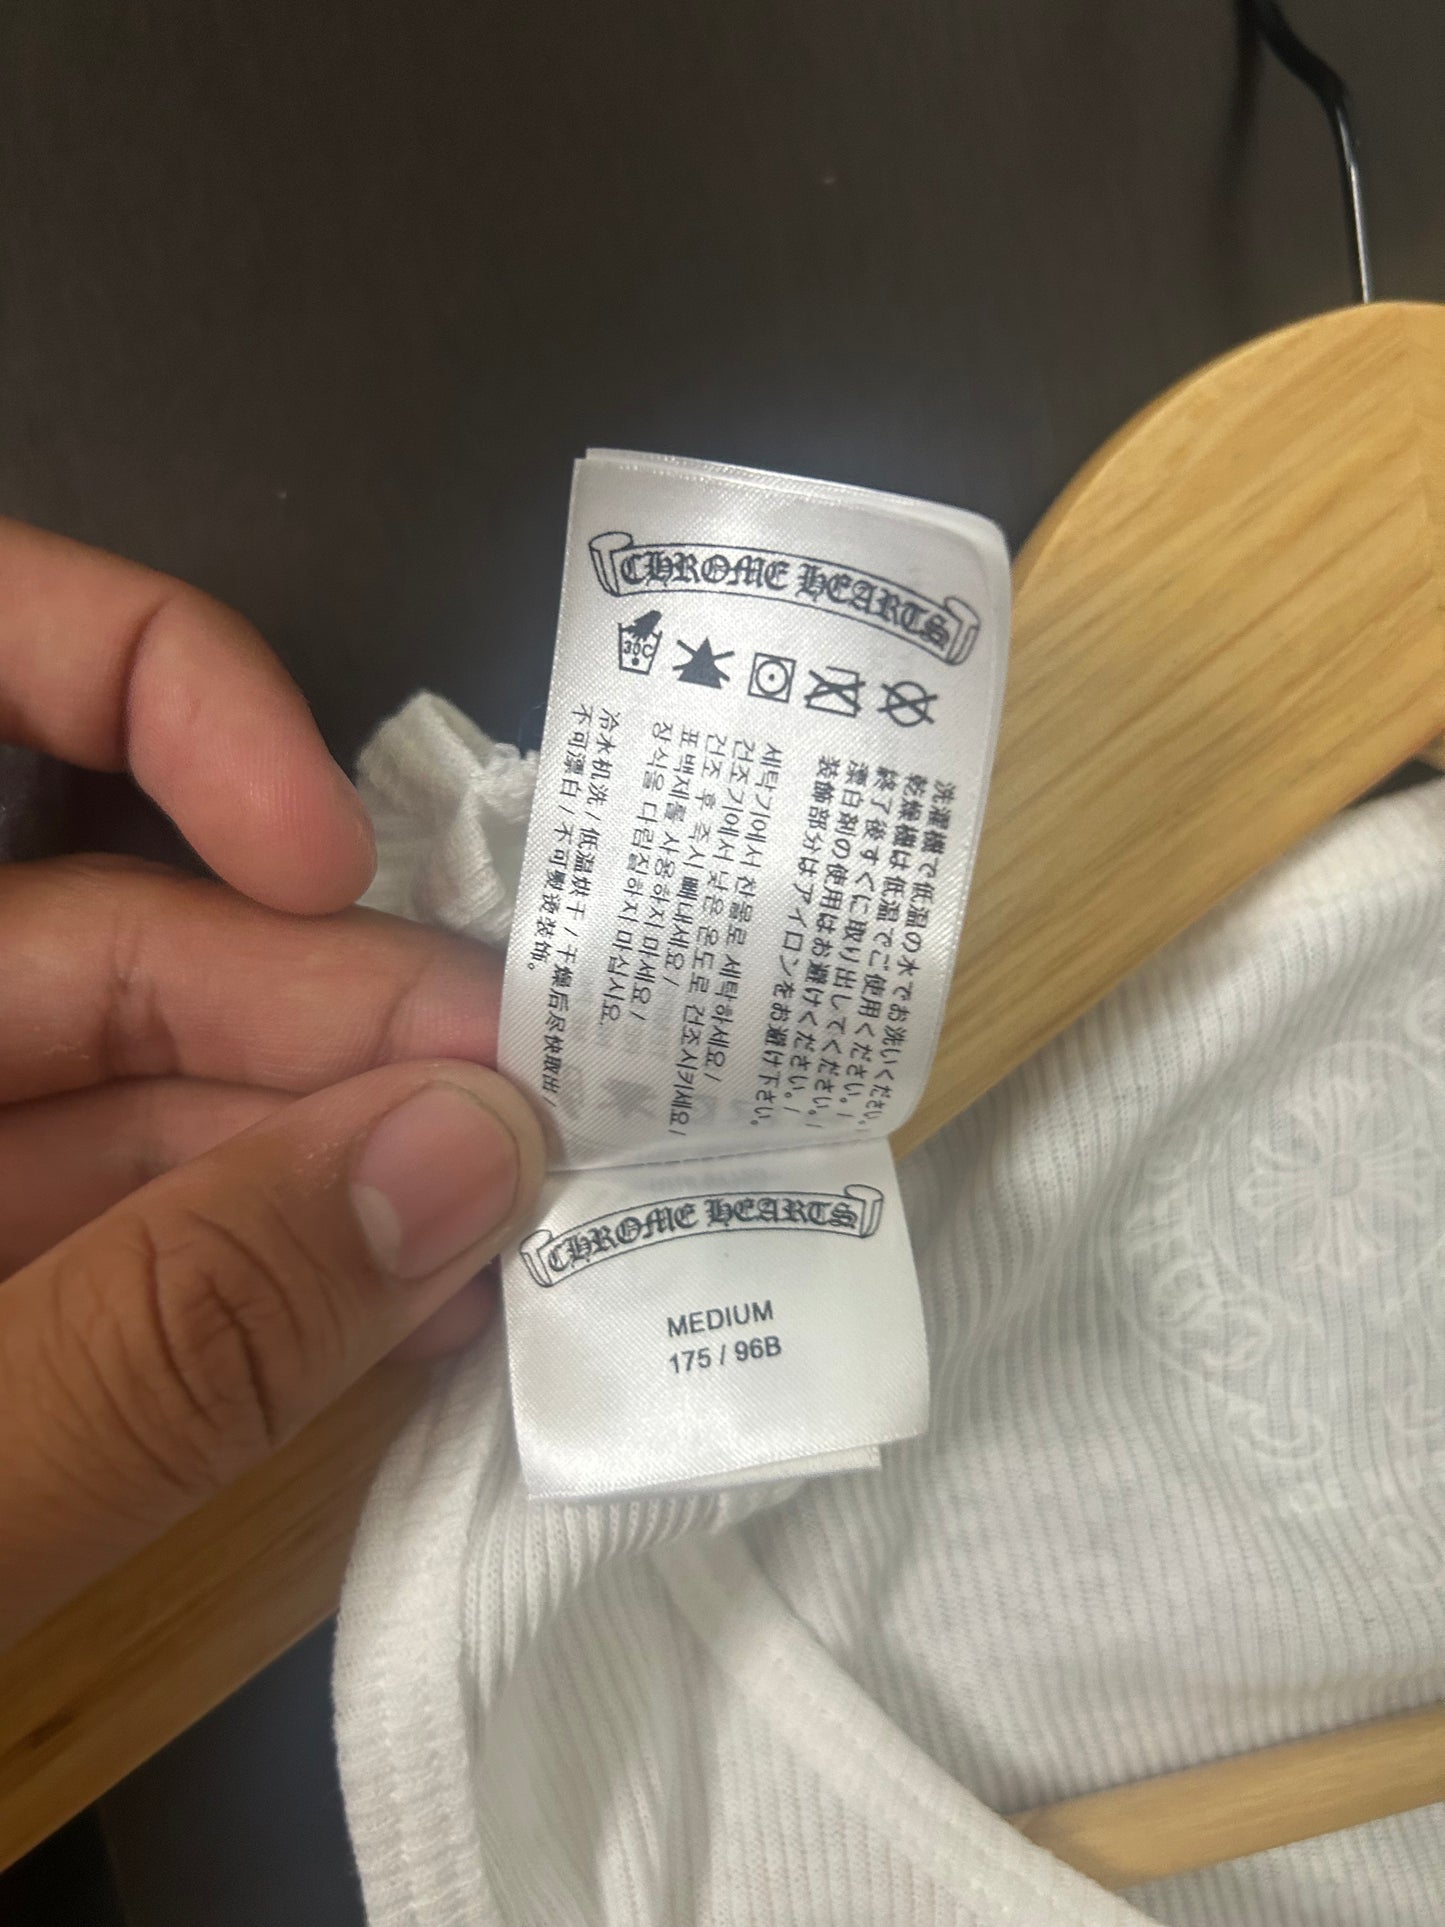 CHROME HEARTS
30C
洗濯機で低温の水でお洗いください。/
乾燥機は低温でご使用ください。/
終了後すぐに取り出してください。/
漂白剤の使用はお避けください。/
装飾部分はアイロンをお避け下さい。
세탁기에서 찬물로 세탁하세요/
건조기에서 낮은 온도로 건조시키세요/
건조 후 즉시 빼내세요/
표백제를 사용하지 마세요/
장식을 다림질하지 마십시요.
冷水机洗/低温烘干/干燥后尽快取出/
不可漂白/不可熨烫装饰。
CHROME HEARTS
MEDIUM
175 / 96B